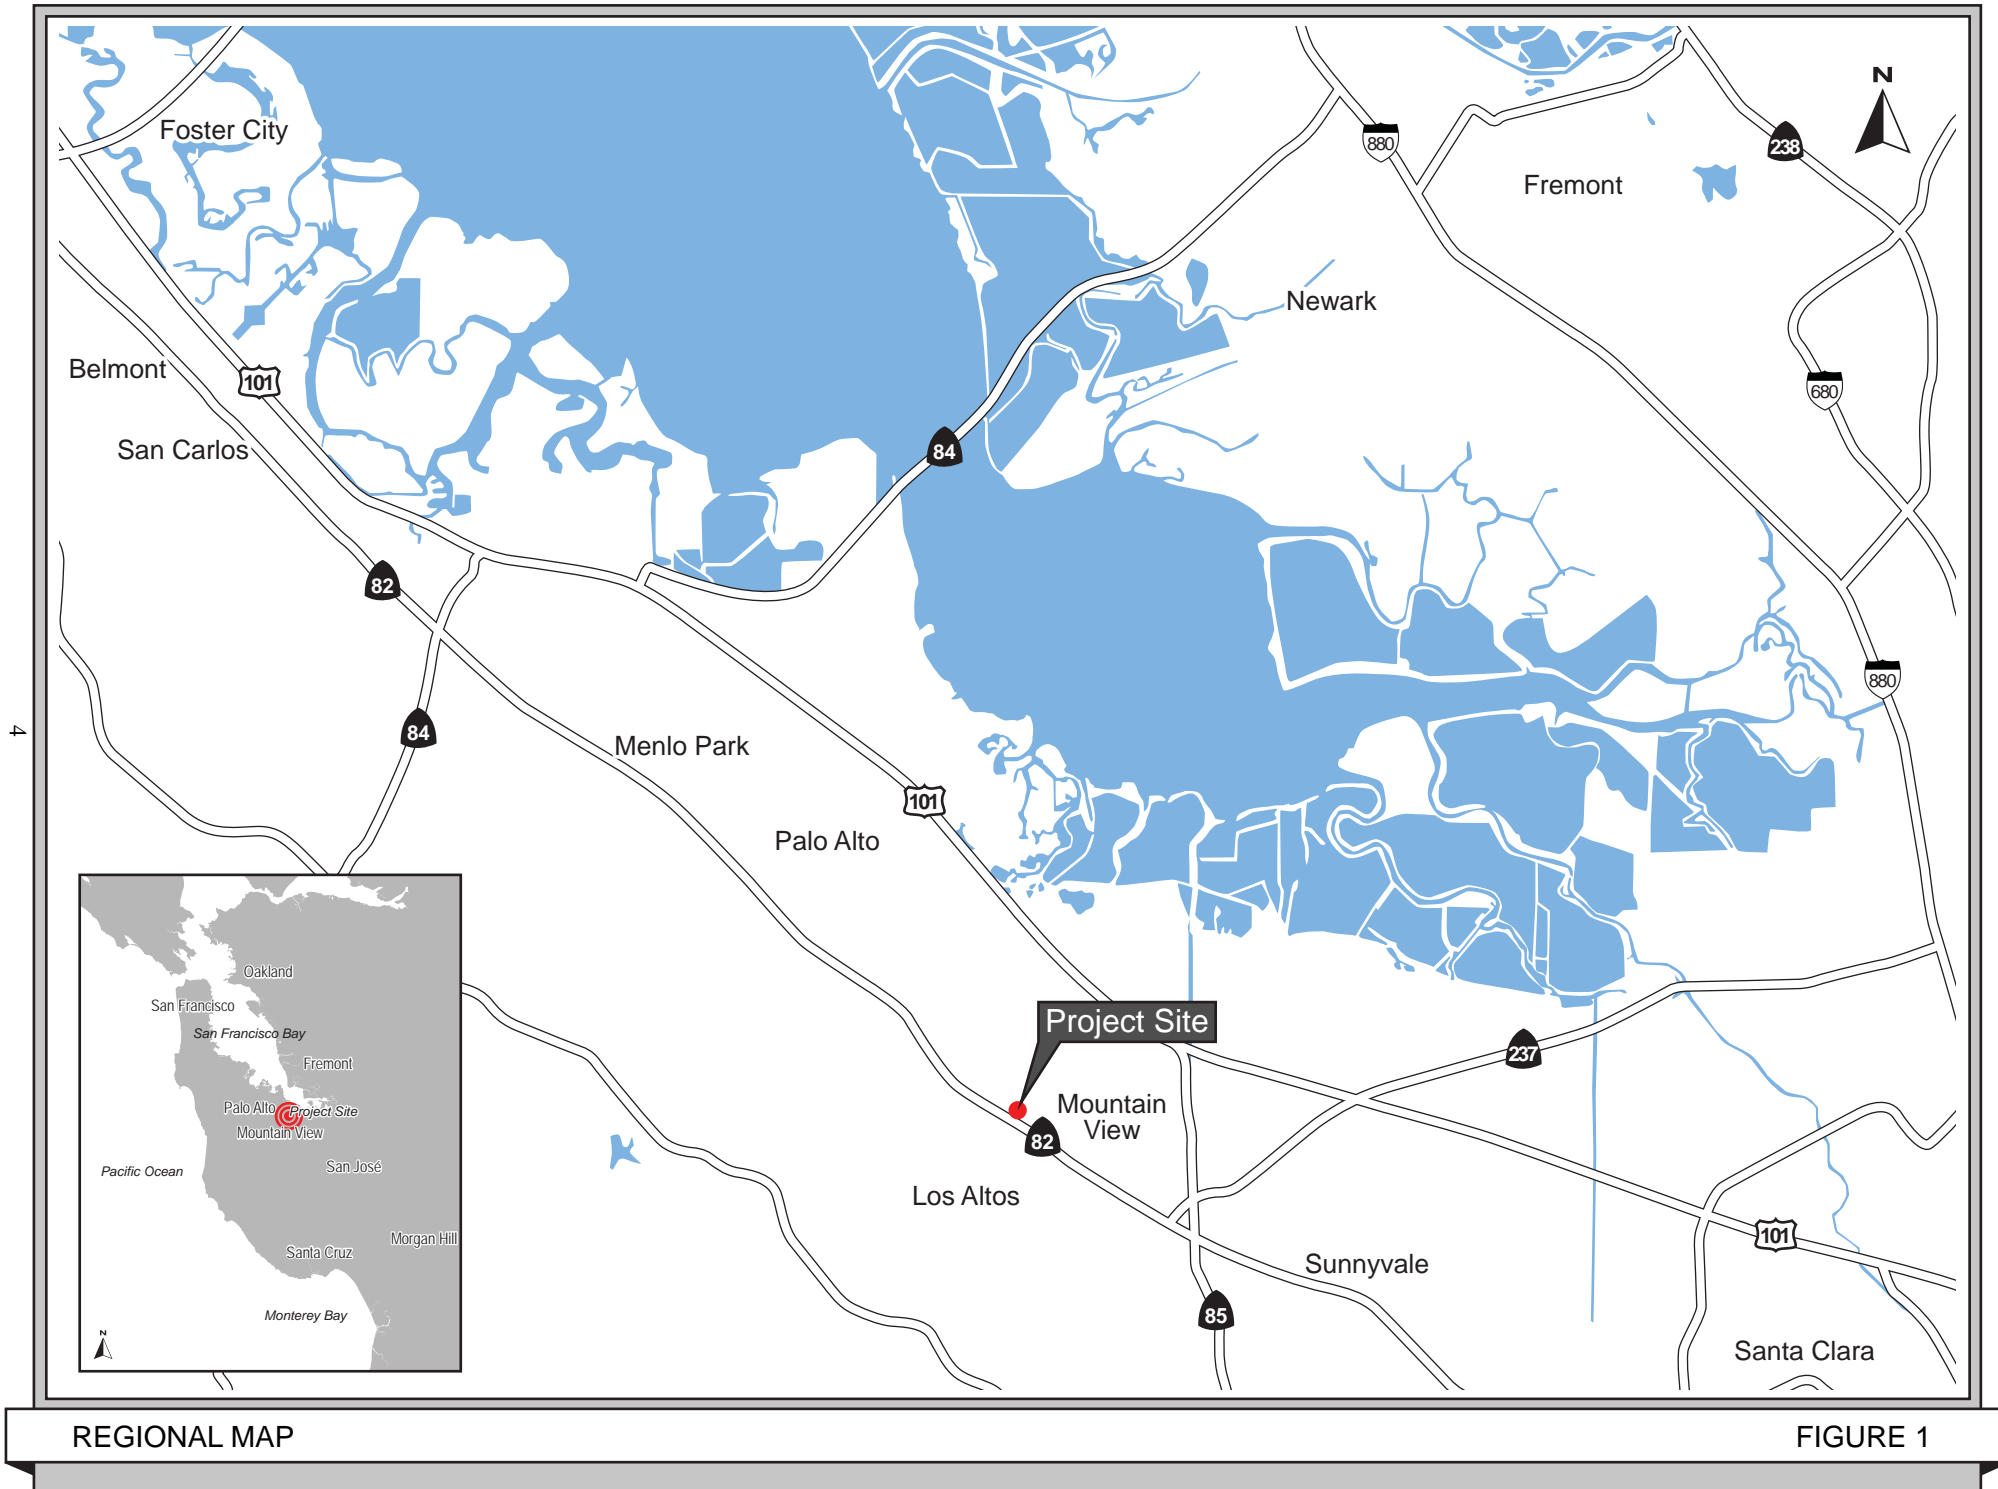 N
Foster City
880
238
Fremont
Newark
Belmont
101
680
San Carlos
84
82
880
84
Menlo Park
101
Palo Alto
4
Oakland
San Francisco
San Francisco Bay
Fremont
Palo Alto
Project Site
Mountain View
San José
Pacific Ocean
Morgan Hill
Santa Cruz
Monterey Bay
N
Project Site
237
Mountain
View
82
Los Altos
101
Sunnyvale
85
Santa Clara
REGIONAL MAP
FIGURE 1